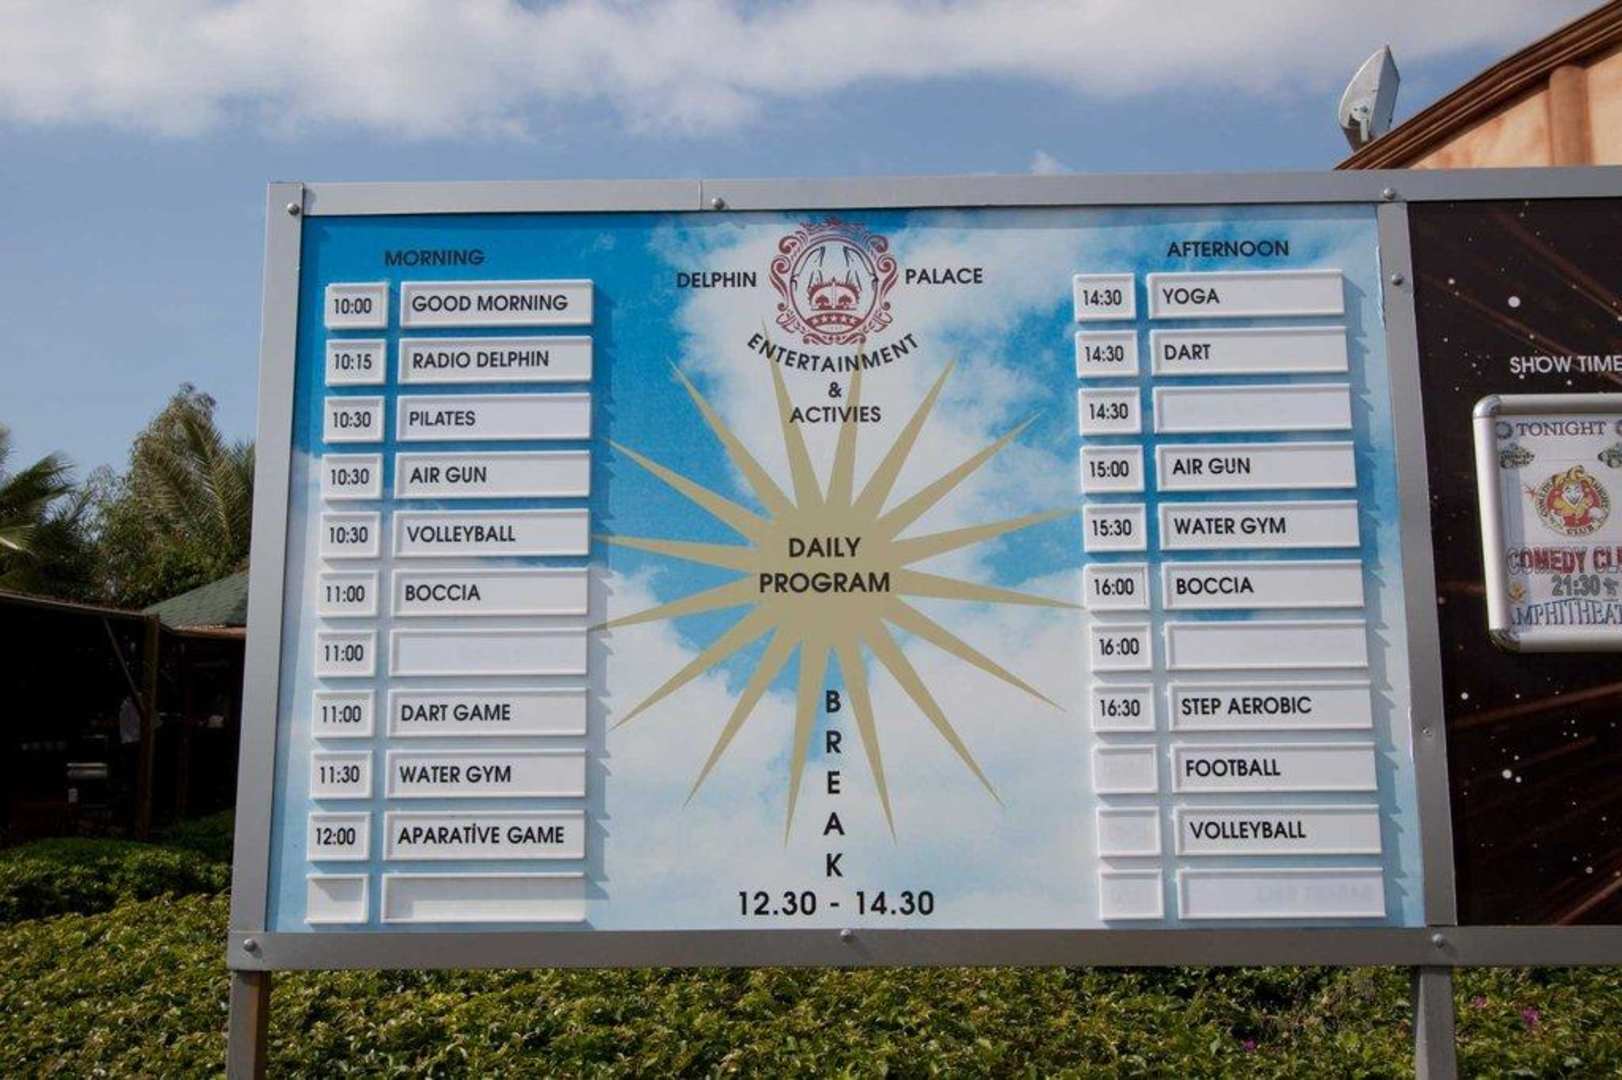 MORNING
10:00 GOOD MORNING
10:15 RADIO DELPHIN
10:30 PILATES
10:30 AIR GUN
10:30 VOLLEYBALL
11:00 BOCCIA
11:00
11:00 DART GAME
11:30 WATER GYM
12:00 APARATİVE GAME
DELPHIN PALACE
ENTERTAINMENT
&
ACTIVIES
DAILY
PROGRAM
BREAK
12.30 - 14.30
AFTERNOON
14:30 YOGA
14:30 DART
14:30
15:00 AIR GUN
15:30 WATER GYM
16:00 BOCCIA
16:00
16:30 STEP AEROBIC
FOOTBALL
VOLLEYBALL
SHOW TIME
TONIGHT
COMEDY
21:30